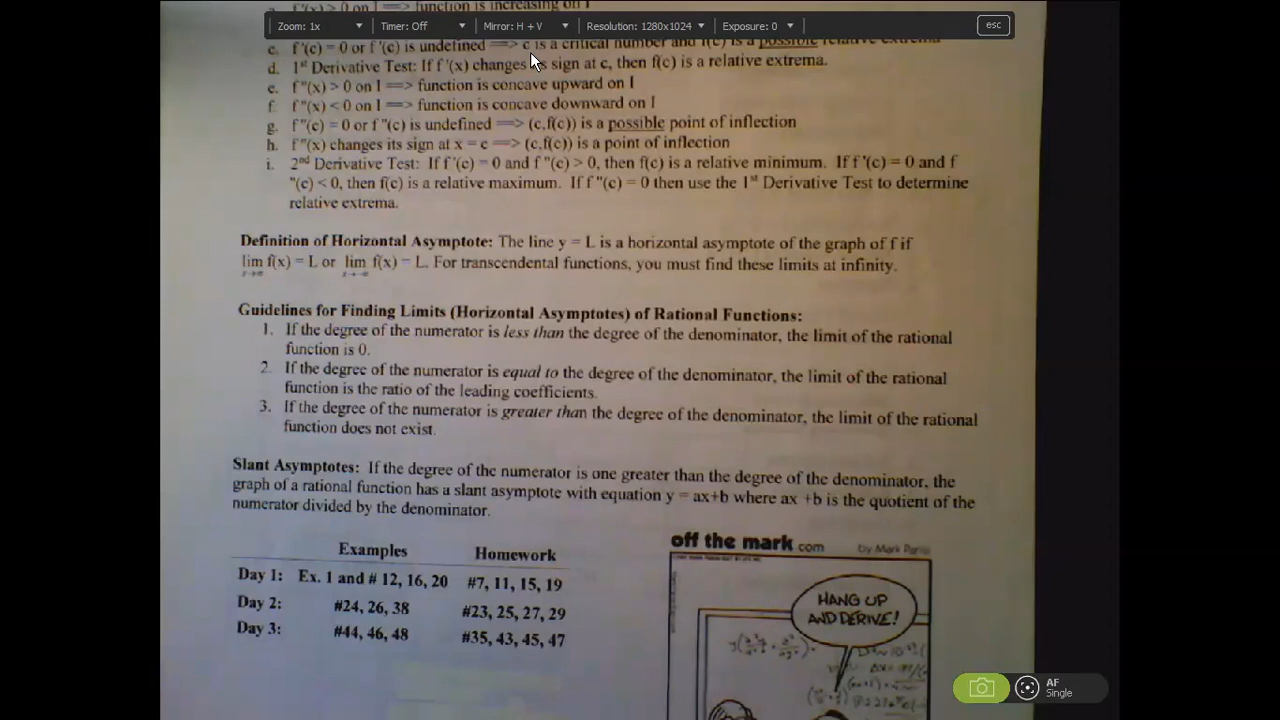 Zoom: 1x Timer: Off Mirror: H + V Resolution: 1280x1024 Exposure: 0 esc
c. f'(c) = 0 or f'(c) is undefined ==> c is a critical number and f(c) is a possible relative extrema
d. 1st Derivative Test: If f'(x) changes its sign at c, then f(c) is a relative extrema.
e. f"(x) > 0 on I ==> function is concave upward on I
f. f"(x) < 0 on I ==> function is concave downward on I
g. f"(c) = 0 or f"(c) is undefined ==> (c,f(c)) is a possible point of inflection
h. f"(x) changes its sign at x = c ==> (c,f(c)) is a point of inflection
i. 2nd Derivative Test: If f'(c) = 0 and f"(c) > 0, then f(c) is a relative minimum. If f'(c) = 0 and f
"(c) < 0, then f(c) is a relative maximum. If f"(c) = 0 then use the 1st Derivative Test to determine
relative extrema.
Definition of Horizontal Asymptote: The line y = L is a horizontal asymptote of the graph of f if
lim x→∞ f(x) = L or lim x→-∞ f(x) = L. For transcendental functions, you must find these limits at infinity.
Guidelines for Finding Limits (Horizontal Asymptotes) of Rational Functions:
1. If the degree of the numerator is less than the degree of the denominator, the limit of the rational
function is 0.
2. If the degree of the numerator is equal to the degree of the denominator, the limit of the rational
function is the ratio of the leading coefficients.
3. If the degree of the numerator is greater than the degree of the denominator, the limit of the rational
function does not exist.
Slant Asymptotes: If the degree of the numerator is one greater than the degree of the denominator, the
graph of a rational function has a slant asymptote with equation y = ax+b where ax +b is the quotient of the
numerator divided by the denominator.
Examples Homework
Day 1: Ex. 1 and # 12, 16, 20 #7, 11, 15, 19
Day 2: #24, 26, 38 #23, 25, 27, 29
Day 3: #44, 46, 48 #35, 43, 45, 47
off the mark com by Mark Parisi
HANG UP
AND DERIVE!
AF
Single